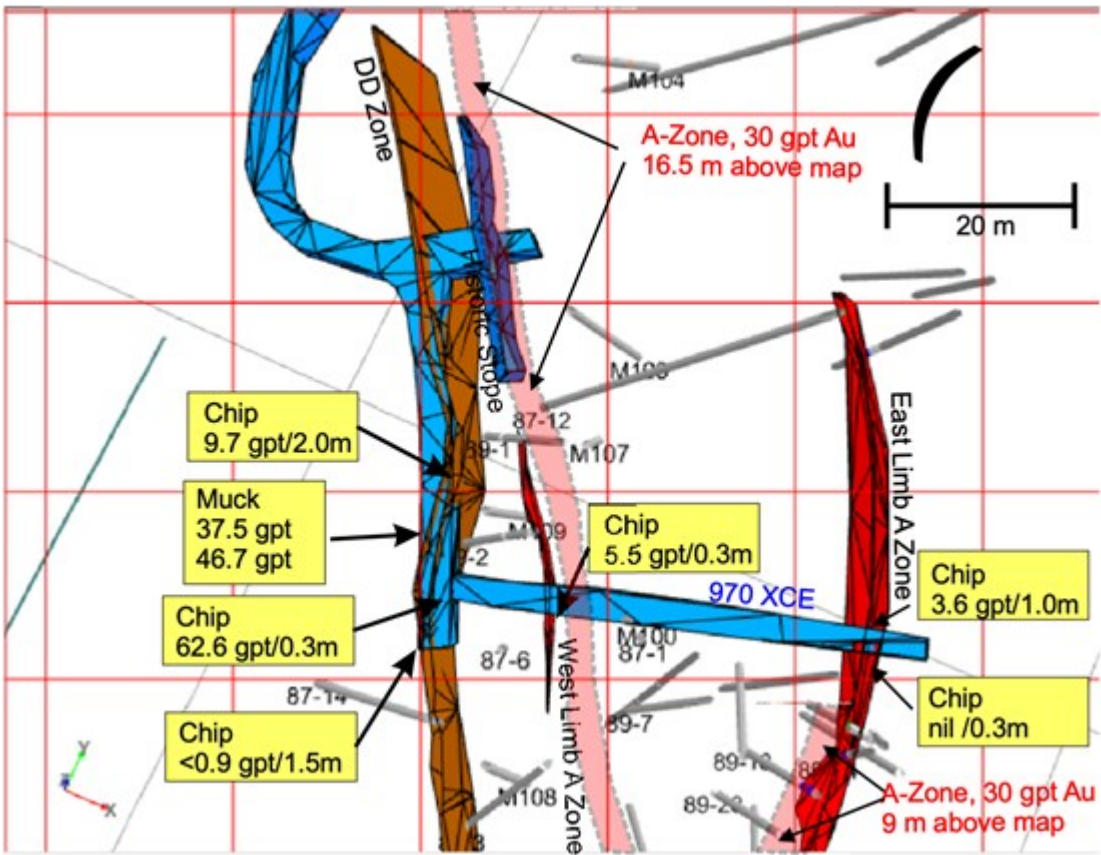 M104
DD Zone
A-Zone, 30 gpt Au
16.5 m above map
20 m
Stope
M103
East Limb A Zone
Chip
9.7 gpt/2.0m
87-12
89-1
M107
Muck
37.5 gpt
46.7 gpt
M109
Chip
5.5 gpt/0.3m
970 XCE
Chip
3.6 gpt/1.0m
Chip
62.6 gpt/0.3m
M100
87-1
87-6
West Limb A Zone
87-14
89-7
Chip
nil /0.3m
Chip
<0.9 gpt/1.5m
Y
X
M108
A-Zone, 30 gpt Au
9 m above map